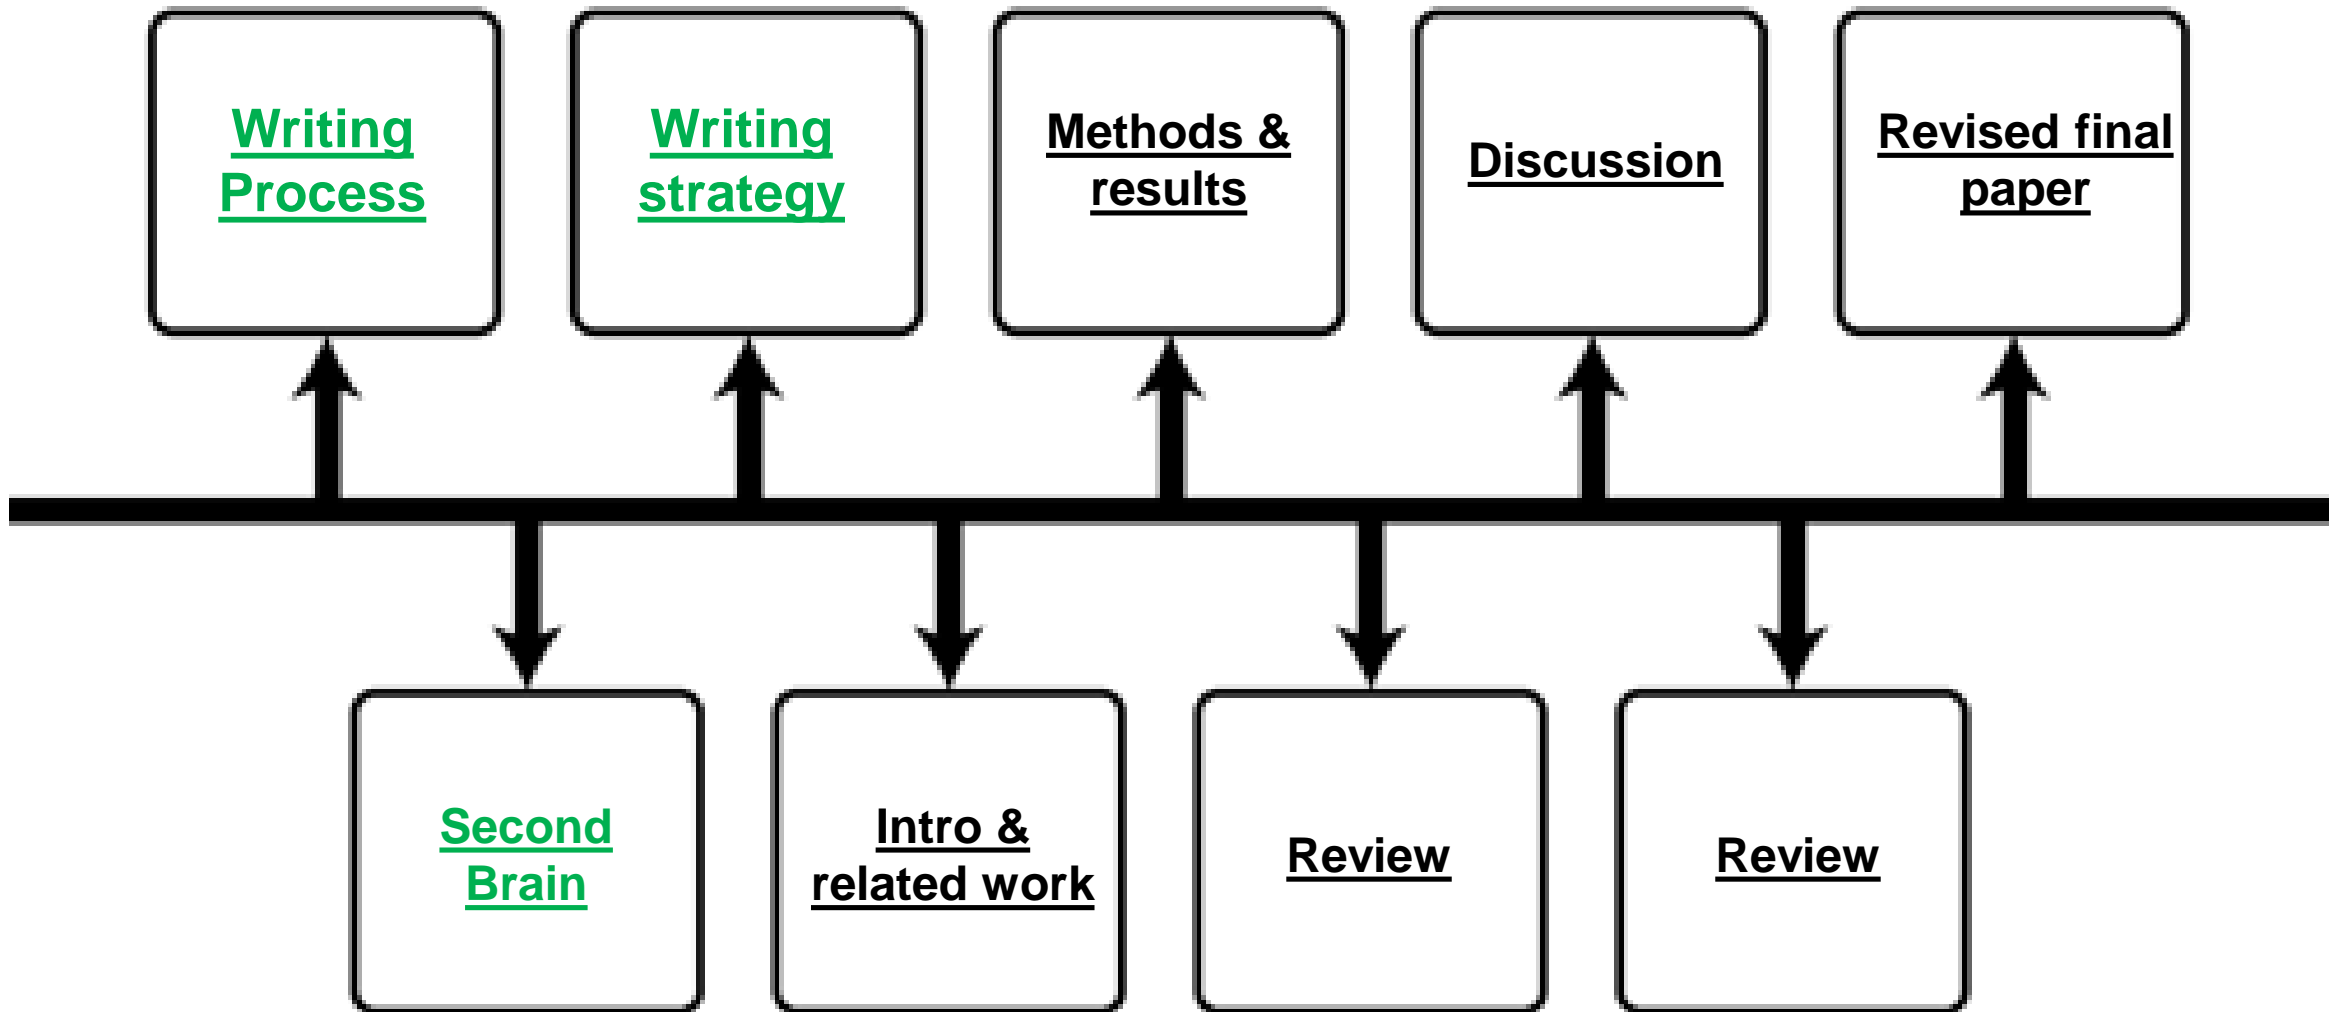 Writing
Process
Writing
strategy
Methods &
results
Discussion
Revised final
paper
Second
Brain
Intro &
related work
Review
Review